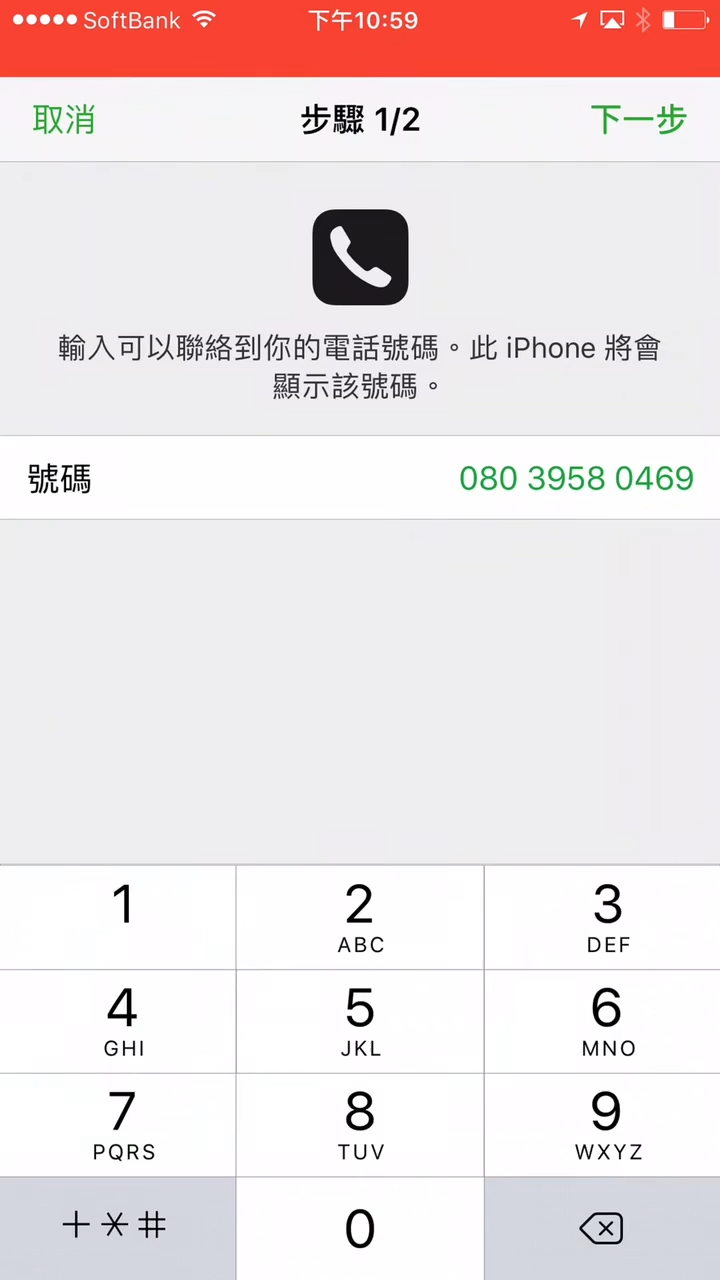 SoftBank 下午10:59
取消 步驟 1/2 下一步
輸入可以聯絡到你的電話號碼。此 iPhone 將會
顯示該號碼。
號碼 080 3958 0469
1 2 3
ABC DEF
4 5 6
GHI JKL MNO
7 8 9
PQRS TUV WXYZ
+*# 0